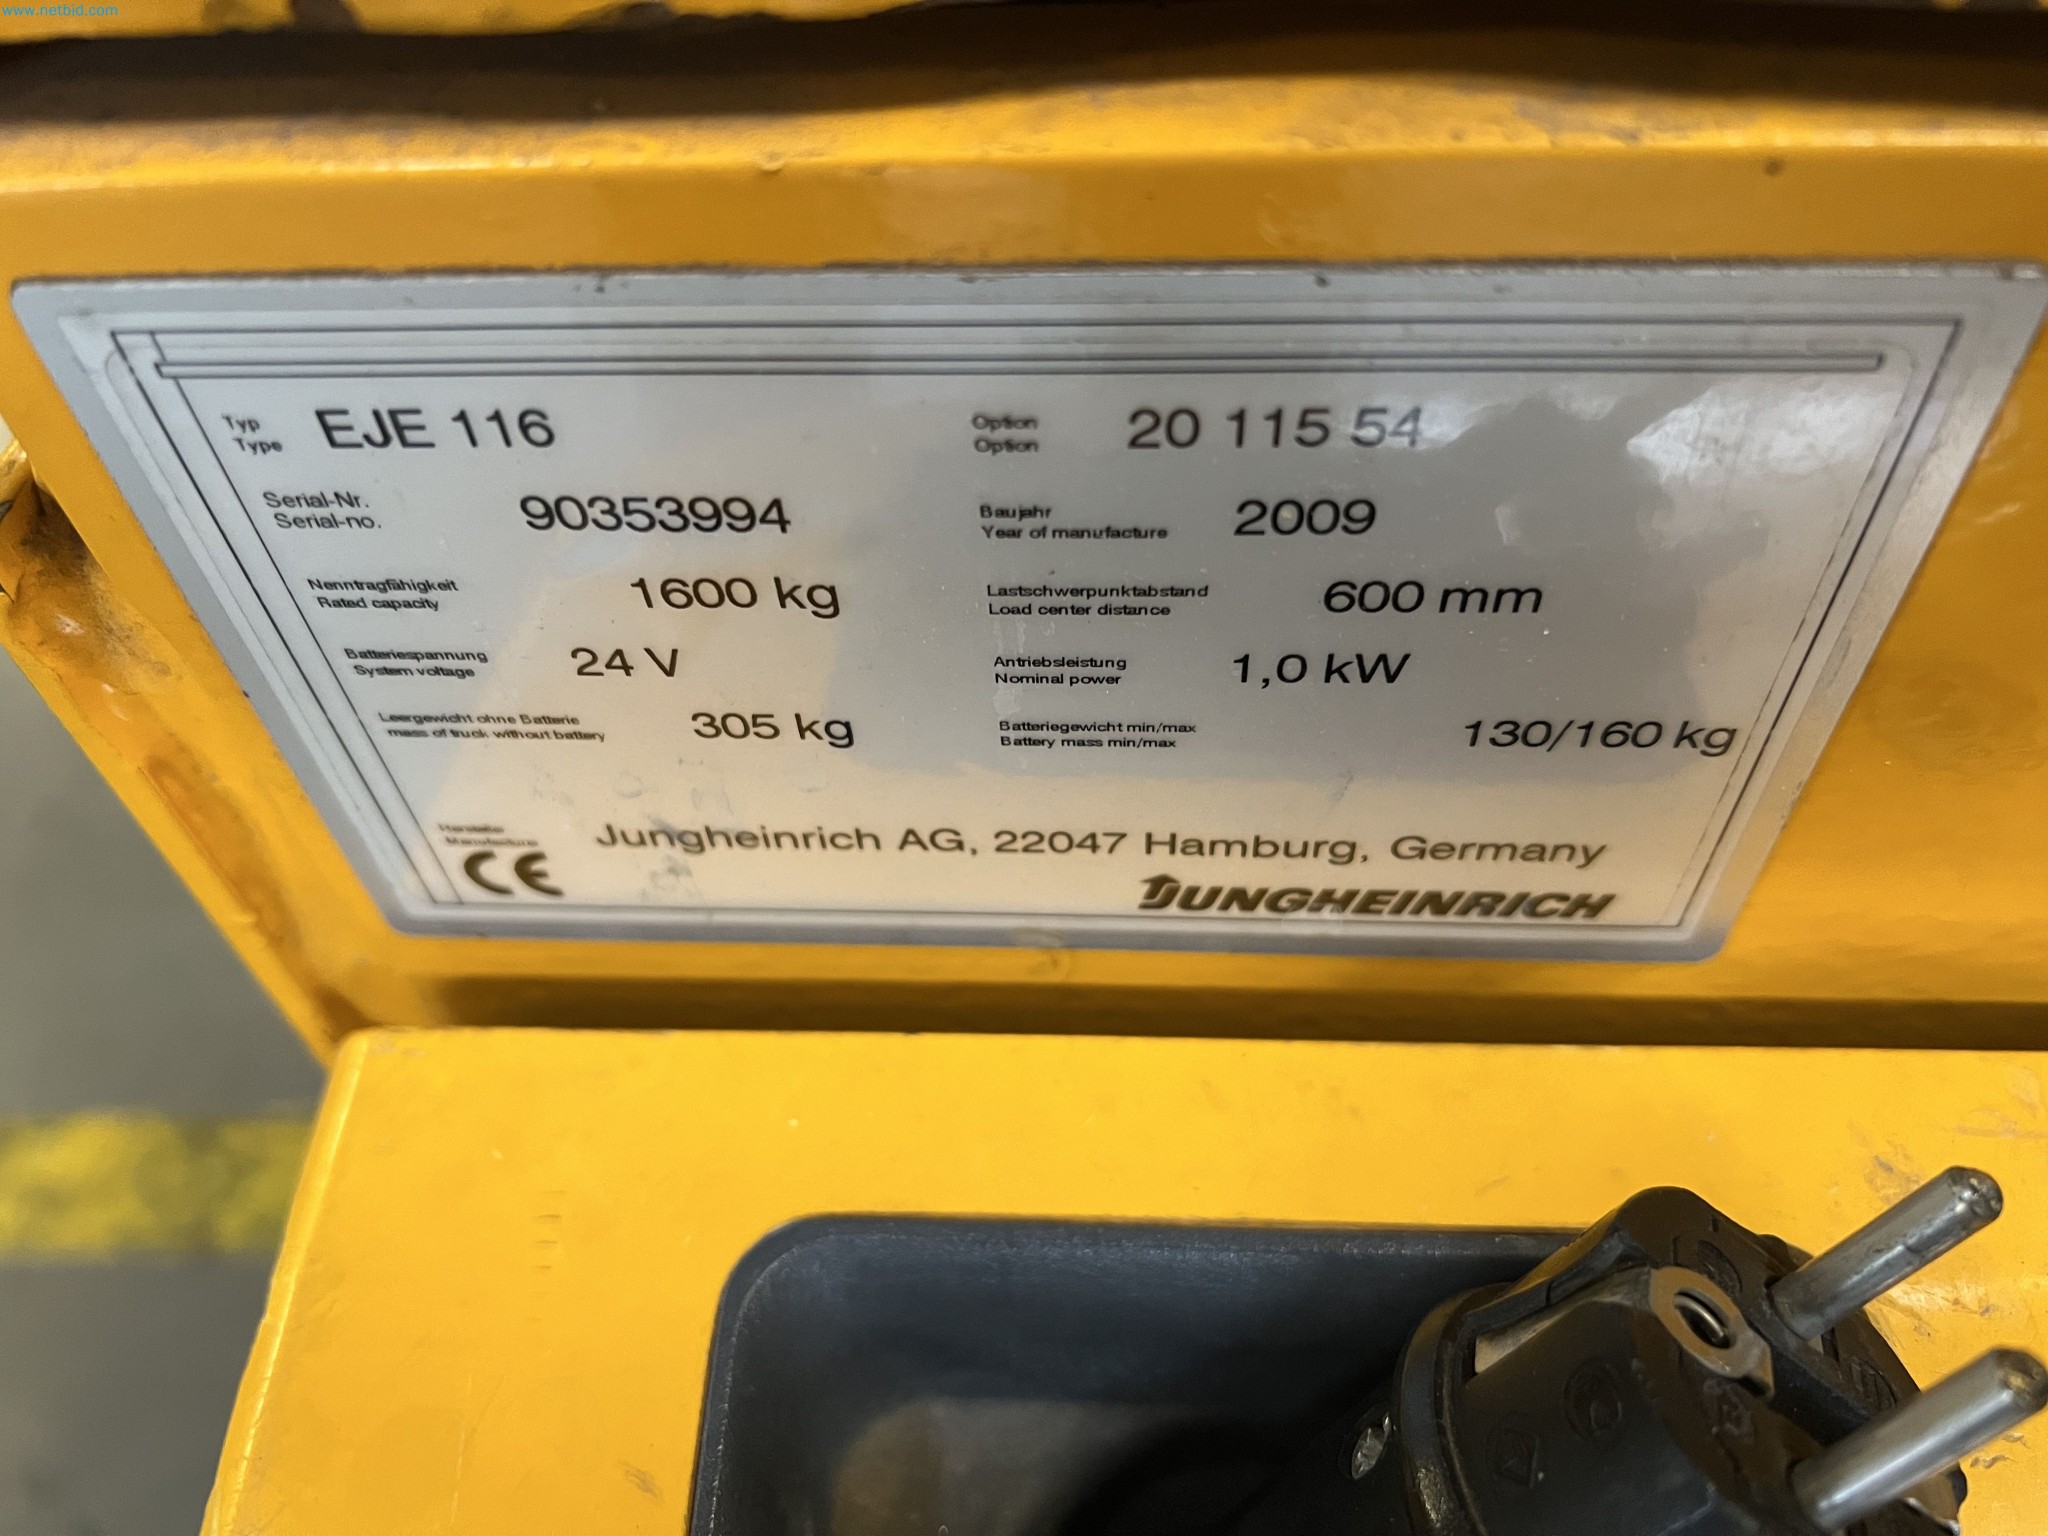 www.netbid.com
Typ
Type
EJE 116
Option
Option
20 115 54
Serial-Nr.
Serial-no.
90353994
Baujahr
Year of manufacture
2009
Nenntragfähigkeit
Rated capacity
1600 kg
Lastschwerpunktabstand
Load center distance
600 mm
Batteriespannung
System voltage
24 V
Antriebsleistung
Nominal power
1,0 kW
Leergewicht ohne Batterie
mass of truck without battery
305 kg
Batteriegewicht min/max
Battery mass min/max
130/160 kg
Hersteller
Manufacturer
Jungheinrich AG, 22047 Hamburg, Germany
CE
JUNGHEINRICH